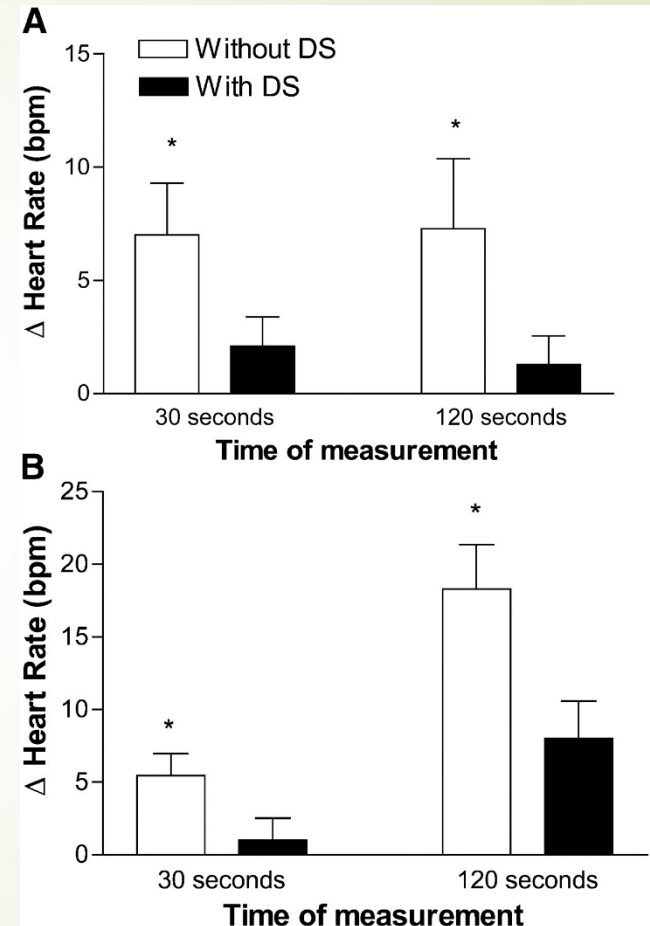 A
Without DS
With DS
Δ Heart Rate (bpm)
15
10
5
0
*
*
30 seconds
120 seconds
Time of measurement
B
Δ Heart Rate (bpm)
25
20
15
10
5
0
*
*
30 seconds
120 seconds
Time of measurement